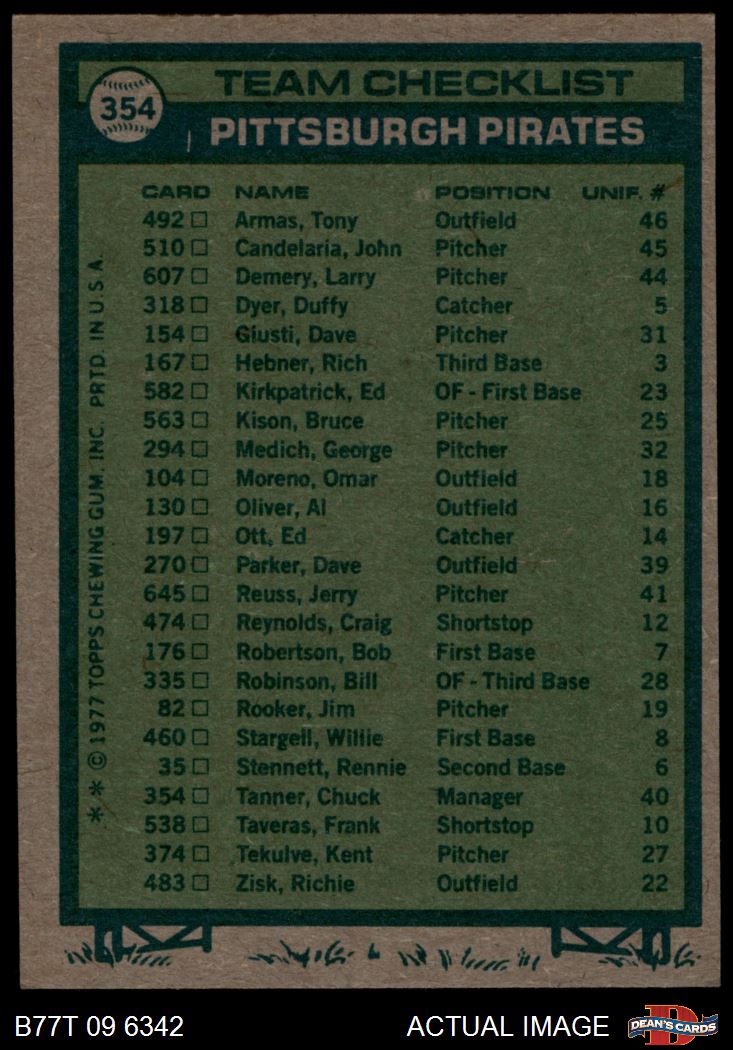 354
TEAM CHECKLIST
PITTSBURGH PIRATES
CARD NAME POSITION UNIF. #
492 Armas, Tony Outfield 46
510 Candelaria, John Pitcher 45
607 Demery, Larry Pitcher 44
318 Dyer, Duffy Catcher 5
154 Giusti, Dave Pitcher 31
167 Hebner, Rich Third Base 3
582 Kirkpatrick, Ed OF - First Base 23
563 Kison, Bruce Pitcher 25
294 Medich, George Pitcher 32
104 Moreno, Omar Outfield 18
130 Oliver, Al Outfield 16
197 Ott, Ed Catcher 14
270 Parker, Dave Outfield 39
645 Reuss, Jerry Pitcher 41
474 Reynolds, Craig Shortstop 12
176 Robertson, Bob First Base 7
335 Robinson, Bill OF - Third Base 28
82 Rooker, Jim Pitcher 19
460 Stargell, Willie First Base 8
35 Stennett, Rennie Second Base 6
354 Tanner, Chuck Manager 40
538 Taveras, Frank Shortstop 10
374 Tekulve, Kent Pitcher 27
483 Zisk, Richie Outfield 22
* * © 1977 TOPPS CHEWING GUM, INC. PRTD. IN U.S.A.
B77T 09 6342 ACTUAL IMAGE
D
DEAN'S CARDS